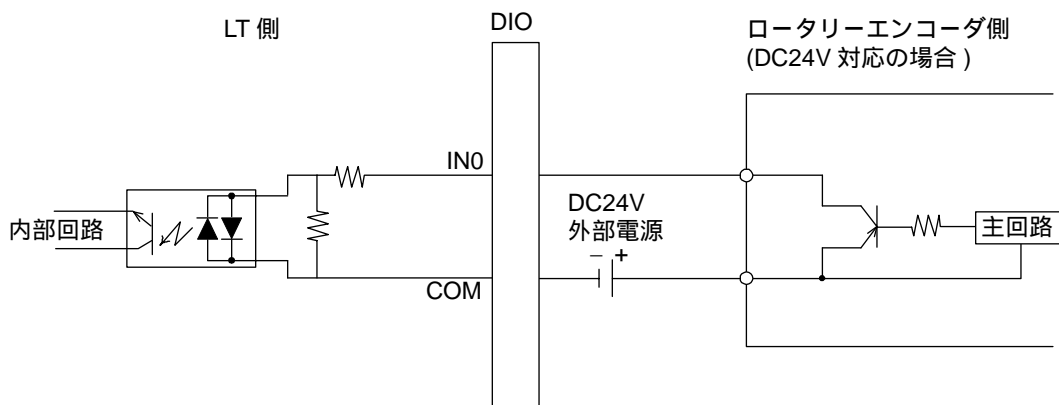 LT 側
DIO
ロータリーエンコーダ側
(DC24V 対応の場合 )
IN0
DC24V
外部電源
− +
内部回路
主回路
COM